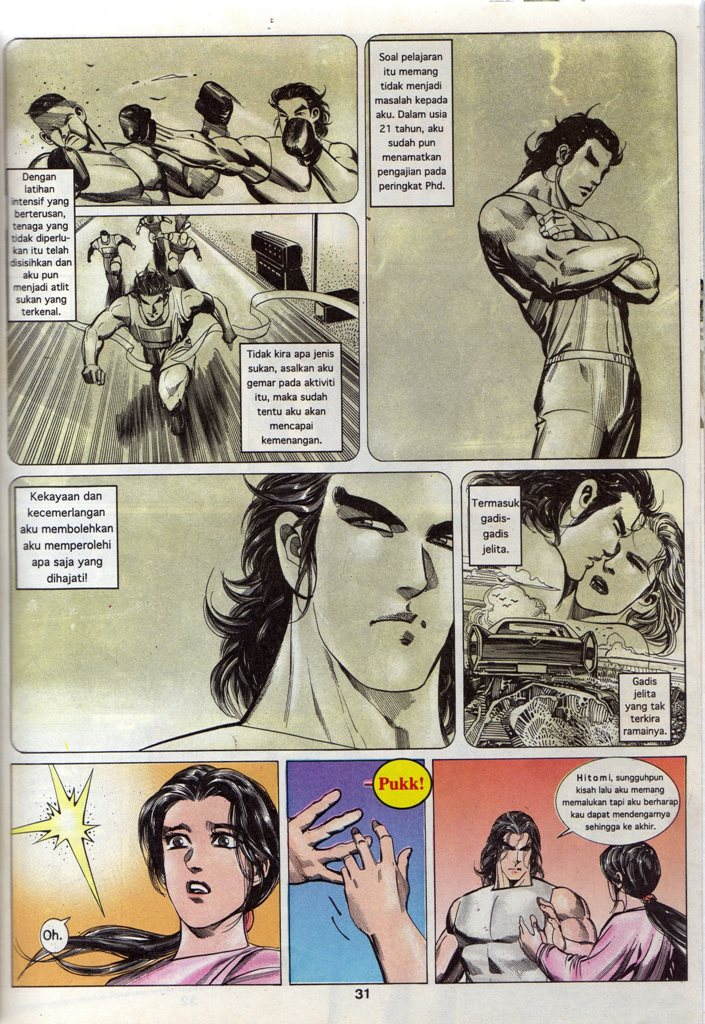 Dengan
latihan
intensif yang
berterusan,
tenaga yang
tidak diperlu-
kan itu telah
disisihkan dan
aku pun
menjadi atlit
sukan yang
terkenal.
Tidak kira apa jenis
sukan, asalkan aku
gemar pada aktiviti
itu, maka sudah
tentu aku akan
mencapai
kemenangan.
Soal pelajaran
itu memang
tidak menjadi
masalah kepada
aku. Dalam usia
21 tahun, aku
sudah pun
menamatkan
pengajian pada
peringkat Phd.
Kekayaan dan
kecemerlangan
aku membolehkan
aku memperolehi
apa saja yang
dihajati!
Termasuk
gadis-
gadis
jelita.
Gadis
jelita
yang tak
terkira
ramainya.
Oh.
Pukk!
Hitomi, sungguhpun
kisah lalu aku memang
memalukan tapi aku berharap
kau dapat mendengarnya
sehingga ke akhir.
31